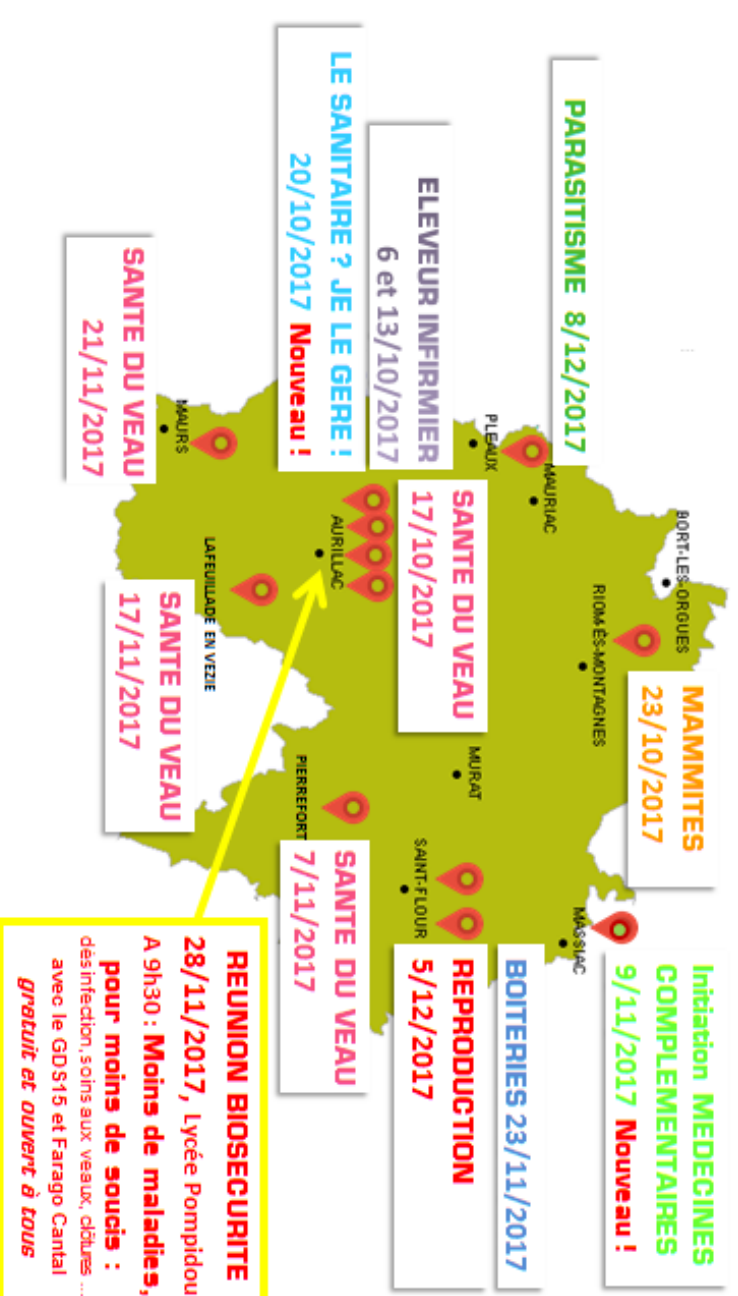 PARASITISME 8/12/2017
MAMMITES
23/10/2017
Initiation MEDECINES
COMPLEMENTAIRES
9/11/2017 Nouveau !
BORT-LES-ORGUES
RIOM-ÈS-MONTAGNES
MAURIAC
PLEAUX
MASSIAC
BOITERIES 23/11/2017
ELEVEUR INFIRMIER
6 et 13/10/2017
SANTE DU VEAU
17/10/2017
MURAT
SAINT-FLOUR
REPRODUCTION
5/12/2017
LE SANITAIRE ? JE LE GERE !
20/10/2017 Nouveau !
AURILLAC
PIERREFORT
SANTE DU VEAU
7/11/2017
SANTE DU VEAU
21/11/2017
MAURS
LAFEUILLADE EN VEZIE
SANTE DU VEAU
17/11/2017
REUNION BIOSECURITE
28/11/2017, Lycée Pompidou
A 9h30 : Moins de maladies,
pour moins de soucis :
désinfection, soins aux veaux, clôtures ...
avec le GDS15 et Farago Cantal
gratuit et ouvert à tous